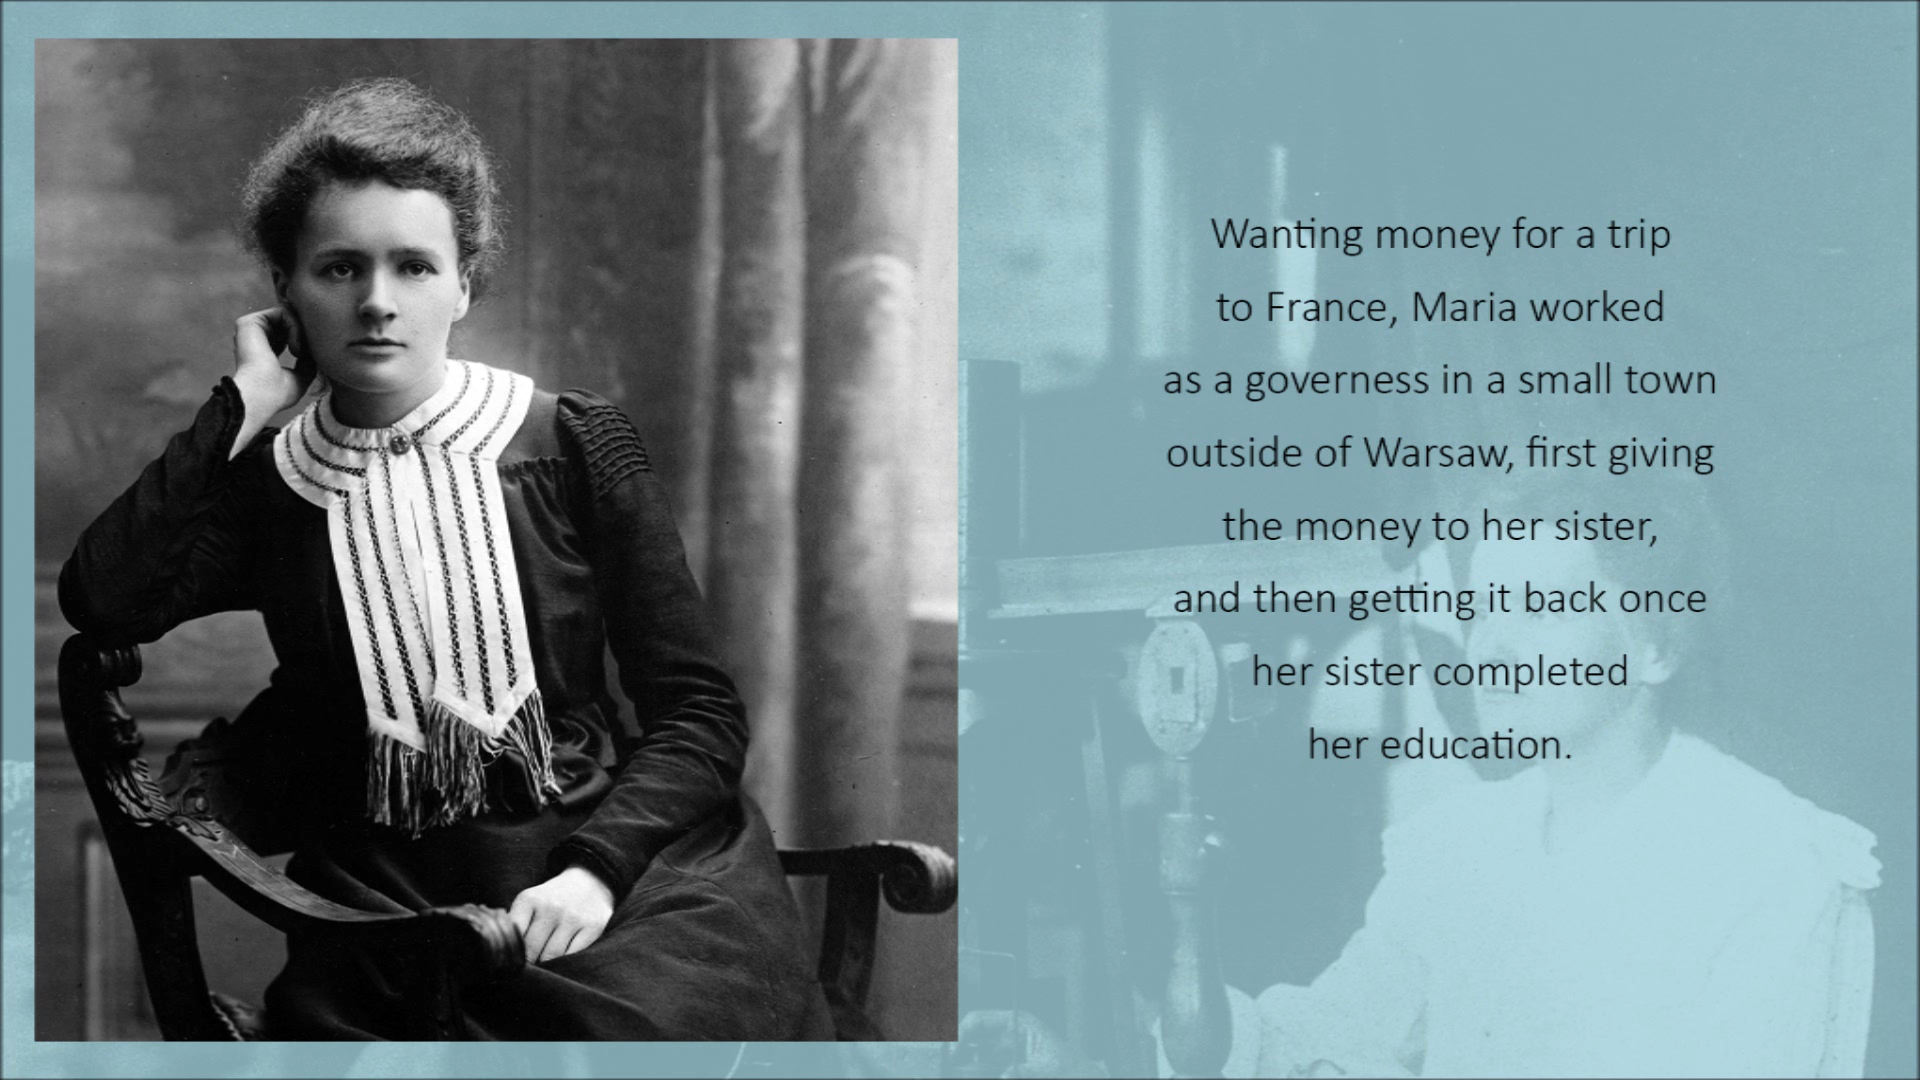 Wanting money for a trip
to France, Maria worked
as a governess in a small town
outside of Warsaw, first giving
the money to her sister,
and then getting it back once
her sister completed
her education.